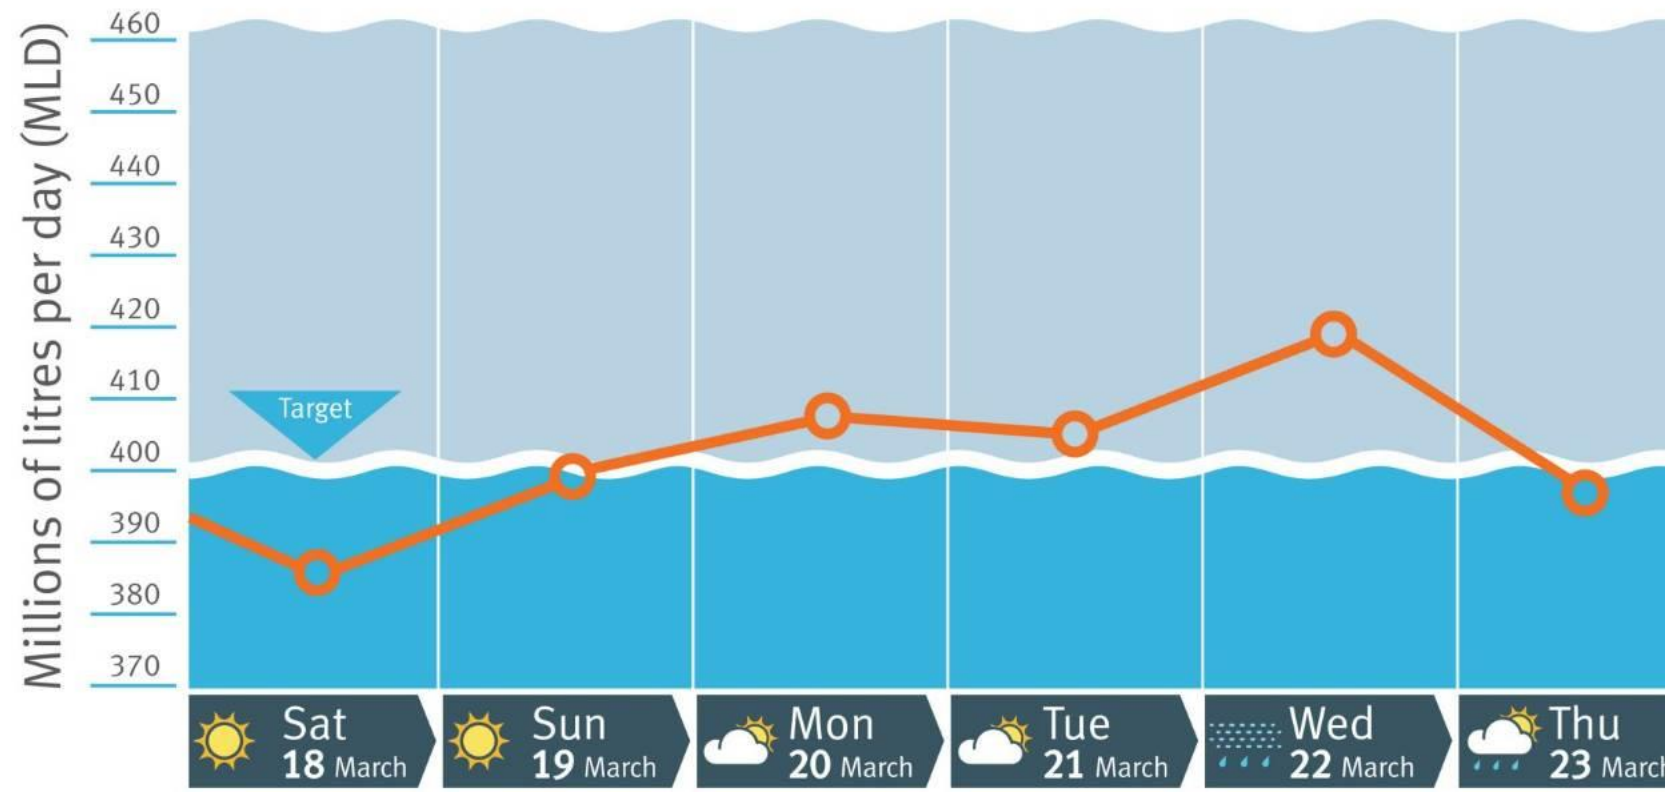 Millions of litres per day (MLD)
460
450
440
430
420
410
400
390
380
370
Target
Sat
18 March
Sun
19 March
Mon
20 March
Tue
21 March
Wed
22 March
Thu
23 March